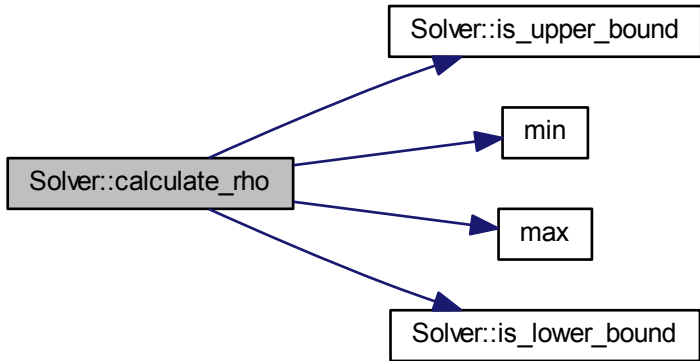 Solver::is_upper_bound
min
Solver::calculate_rho
max
Solver::is_lower_bound